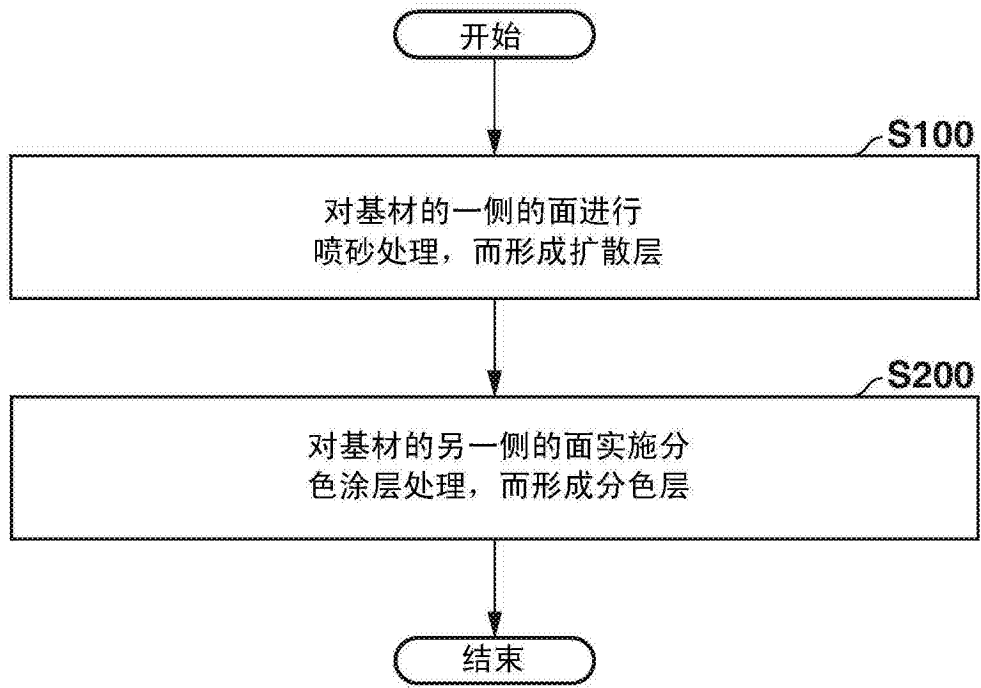 开始
S100
对基材的一侧的面进行
喷砂处理，而形成扩散层
S200
对基材的另一侧的面实施分
色涂层处理，而形成分色层
结束